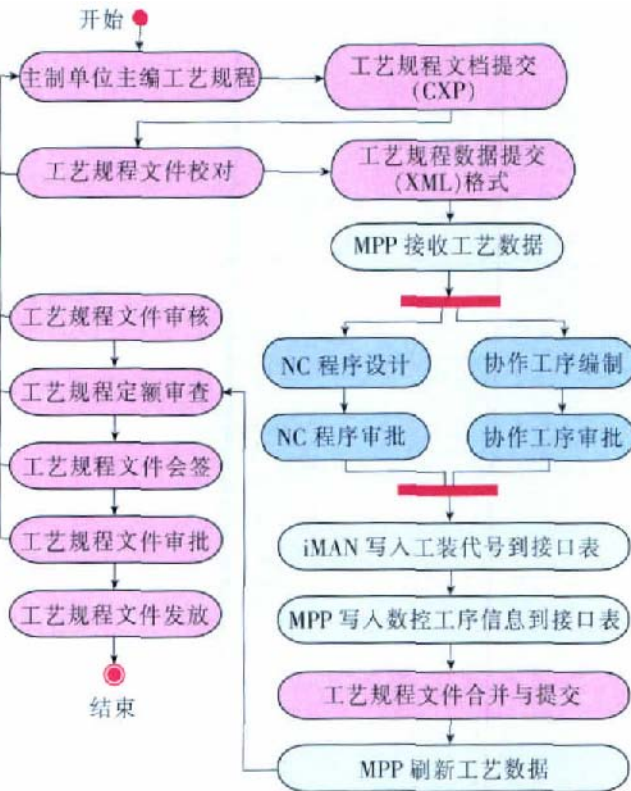 开始
主制单位主编工艺规程
工艺规程文档提交
(CXP)
工艺规程文件校对
工艺规程数据提交
(XML)格式
MPP 接收工艺数据
工艺规程文件审核
NC 程序设计
协作工序编制
工艺规程定额审查
NC 程序审批
协作工序审批
工艺规程文件会签
工艺规程文件审批
iMAN 写入工装代号到接口表
工艺规程文件发放
MPP 写入数控工序信息到接口表
结束
工艺规程文件合并与提交
MPP 刷新工艺数据